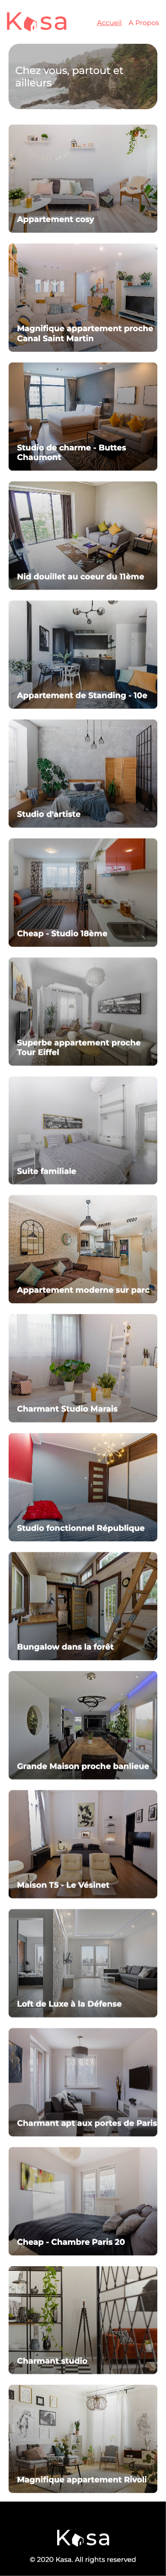 Kasa
Accueil
A Propos
Chez vous, partout et
ailleurs
Appartement cosy
Magnifique appartement proche
Canal Saint Martin
Studio de charme - Buttes
Chaumont
Nid douillet au coeur du 11ème
Appartement de Standing - 10e
Studio d'artiste
Cheap - Studio 18ème
Superbe appartement proche
Tour Eiffel
Suite familiale
Appartement moderne sur parc
Charmant Studio Marais
Studio fonctionnel République
Bungalow dans la forêt
Grande Maison proche banlieue
Maison T5 - Le Vésinet
Loft de Luxe à la Défense
Charmant apt aux portes de Paris
Cheap - Chambre Paris 20
Charmant studio
Magnifique appartement Rivoli
Kasa
© 2020 Kasa. All rights reserved